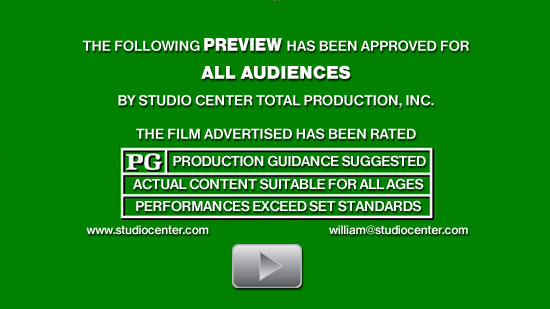 THE FOLLOWING PREVIEW HAS BEEN APPROVED FOR
ALL AUDIENCES
BY STUDIO CENTER TOTAL PRODUCTION, INC.
THE FILM ADVERTISED HAS BEEN RATED
PG PRODUCTION GUIDANCE SUGGESTED
ACTUAL CONTENT SUITABLE FOR ALL AGES
PERFORMANCES EXCEED SET STANDARDS
www.studiocenter.com william@studiocenter.com